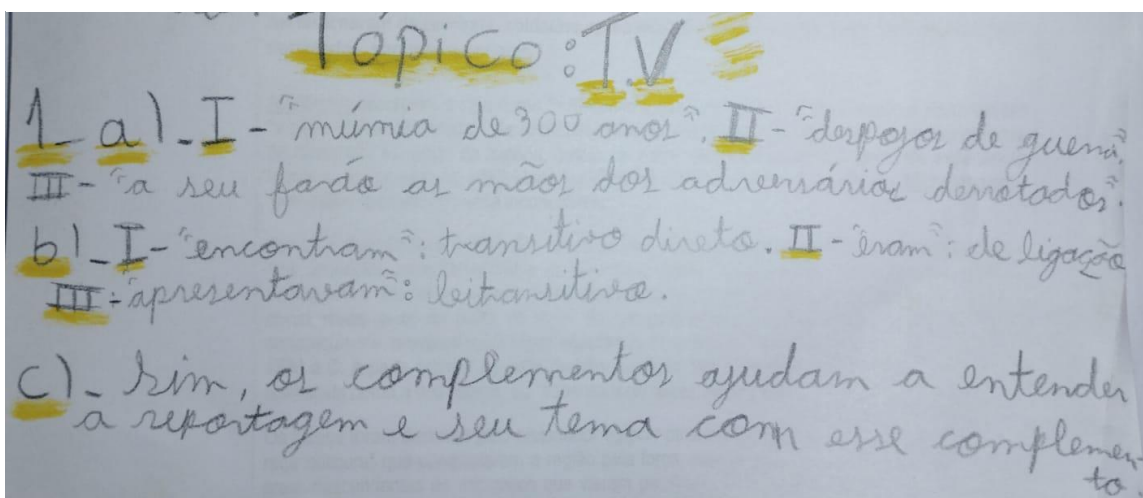 Tópico: T.V
1 a)_ I - "múmia de 300 anos". II - "despojos de guerra".
III - "a seu fardo as mãos dos adversários derrotados".
b)_ I - "encontram": transitivo direto. II - "eram": de ligação
III - "apresentavam": bitransitivo.
c)_ Sim, os complementos ajudam a entender
a reportagem e seu tema com esse complemen-
to